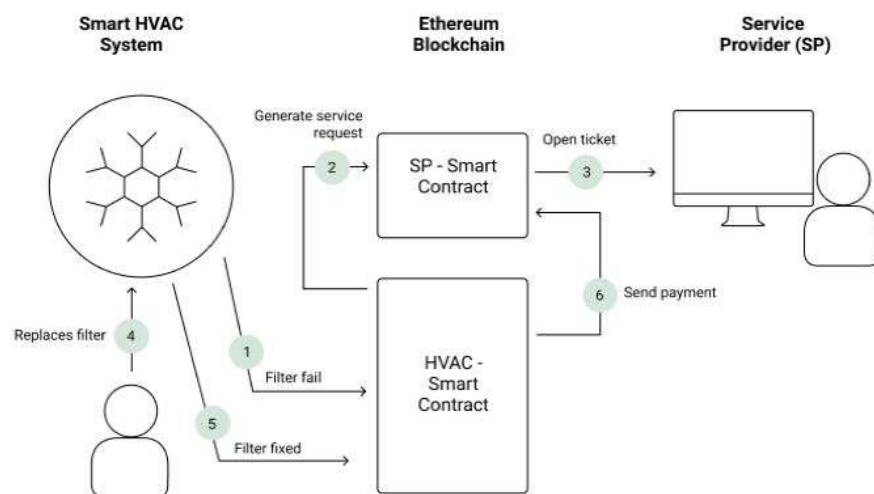 Smart HVAC
System
Ethereum
Blockchain
Service
Provider (SP)
Generate service
request
2
SP - Smart
Contract
Open ticket
3
Replaces filter
4
1
Filter fail
5
Filter fixed
HVAC -
Smart
Contract
6
Send payment